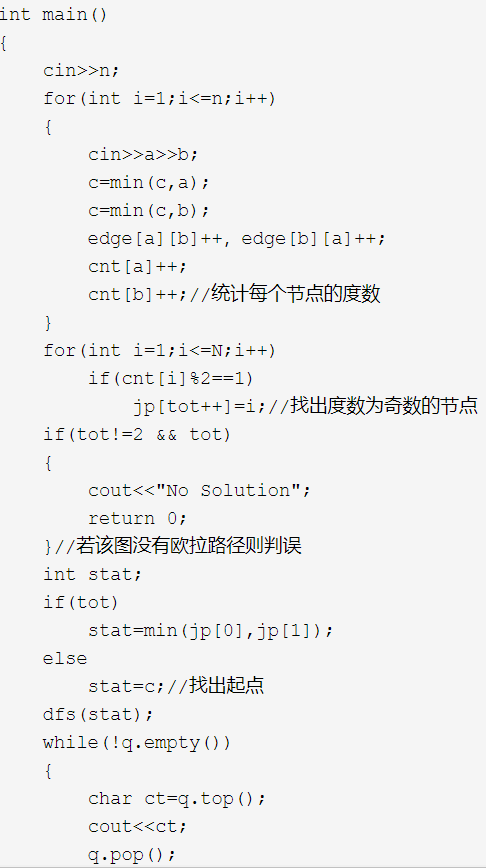 int main()
{
    cin>>n;
    for(int i=1;i<=n;i++)
    {
        cin>>a>>b;
        c=min(c,a);
        c=min(c,b);
        edge[a][b]++, edge[b][a]++;
        cnt[a]++;
        cnt[b]++;//统计每个节点的度数
    }
    for(int i=1;i<=N;i++)
        if(cnt[i]%2==1)
            jp[tot++]=i;//找出度数为奇数的节点
    if(tot!=2 && tot)
    {
        cout<<"No Solution";
        return 0;
    }//若该图没有欧拉路径则判误
    int stat;
    if(tot)
        stat=min(jp[0],jp[1]);
    else
        stat=c;//找出起点
    dfs(stat);
    while(!q.empty())
    {
        char ct=q.top();
        cout<<ct;
        q.pop();